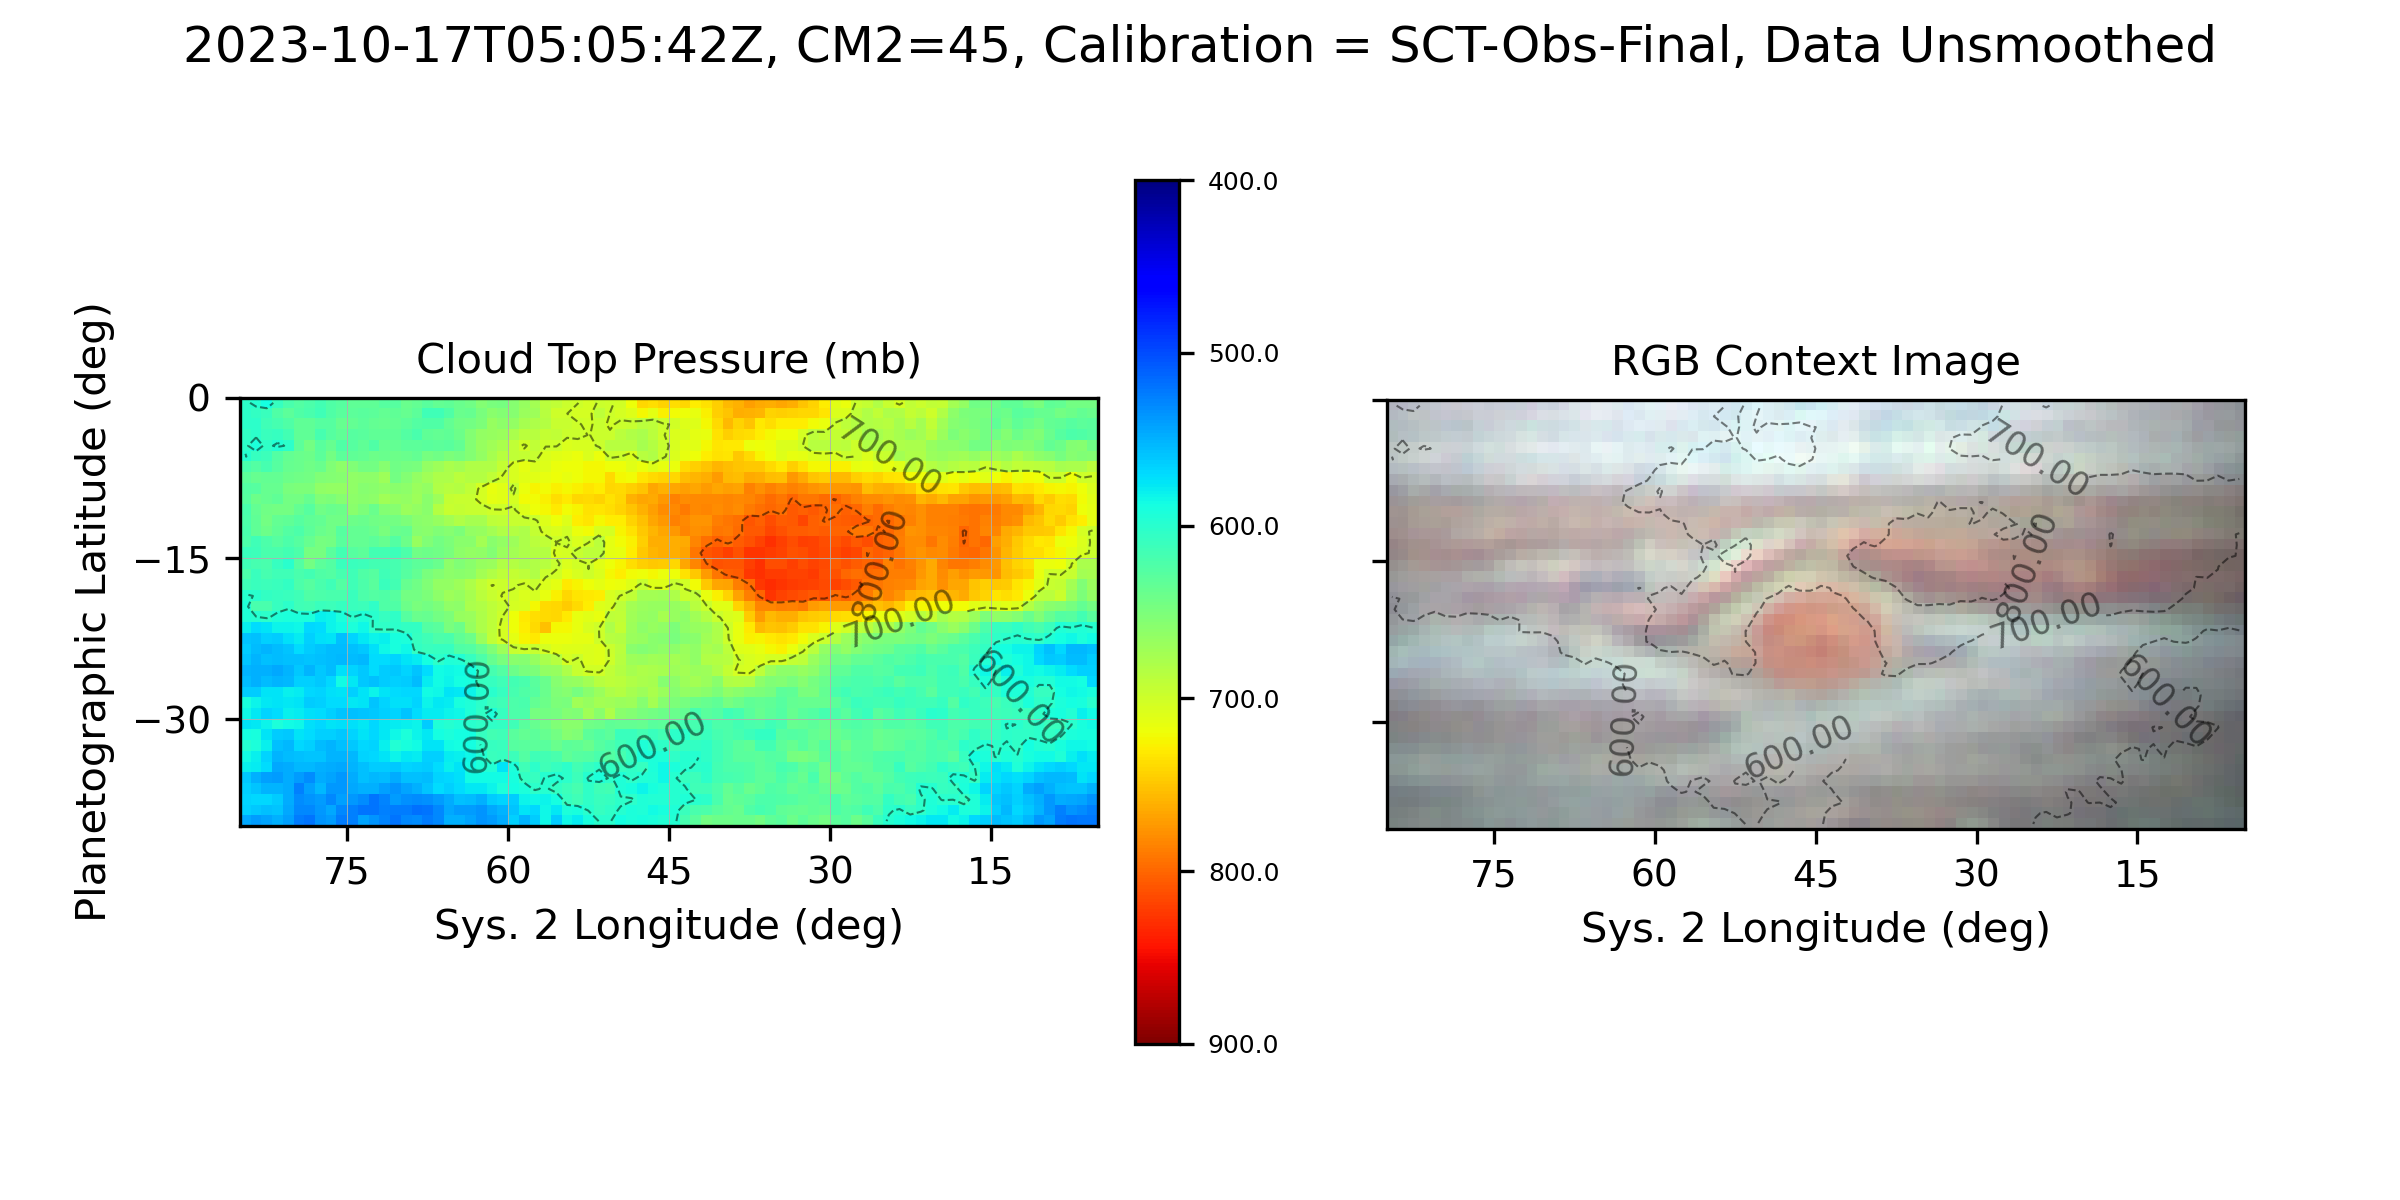 2023-10-17T05:05:42Z, CM2=45, Calibration = SCT-Obs-Final, Data Unsmoothed
Cloud Top Pressure (mb)
Planetographic Latitude (deg)
0
−15
−30
75 60 45 30 15
Sys. 2 Longitude (deg)
700.00
800.00
700.00
600.00
600.00
600.00
400.0
500.0
600.0
700.0
800.0
900.0
RGB Context Image
700.00
800.00
700.00
600.00
600.00
600.00
75 60 45 30 15
Sys. 2 Longitude (deg)